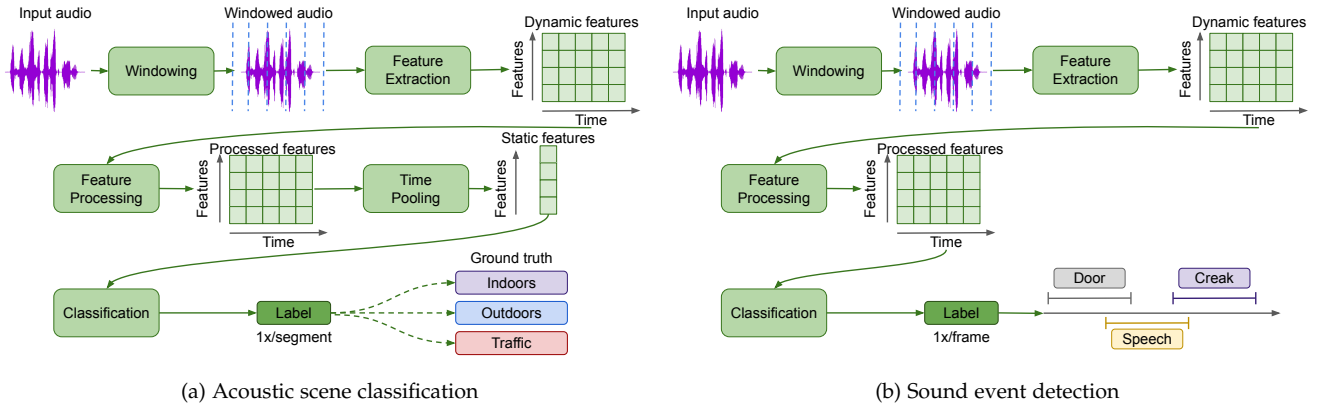 Input audio
Windowed audio
Dynamic features
Windowing
Feature
Extraction
Features
Time
Static features
Processed features
Feature
Processing
Features
Time
Time
Pooling
Features
Ground truth
Classification
Label
1x/segment
Indoors
Outdoors
Traffic
(a) Acoustic scene classification
Input audio
Windowed audio
Dynamic features
Windowing
Feature
Extraction
Features
Time
Processed features
Feature
Processing
Features
Time
Classification
Label
1x/frame
Door
Creak
Speech
(b) Sound event detection